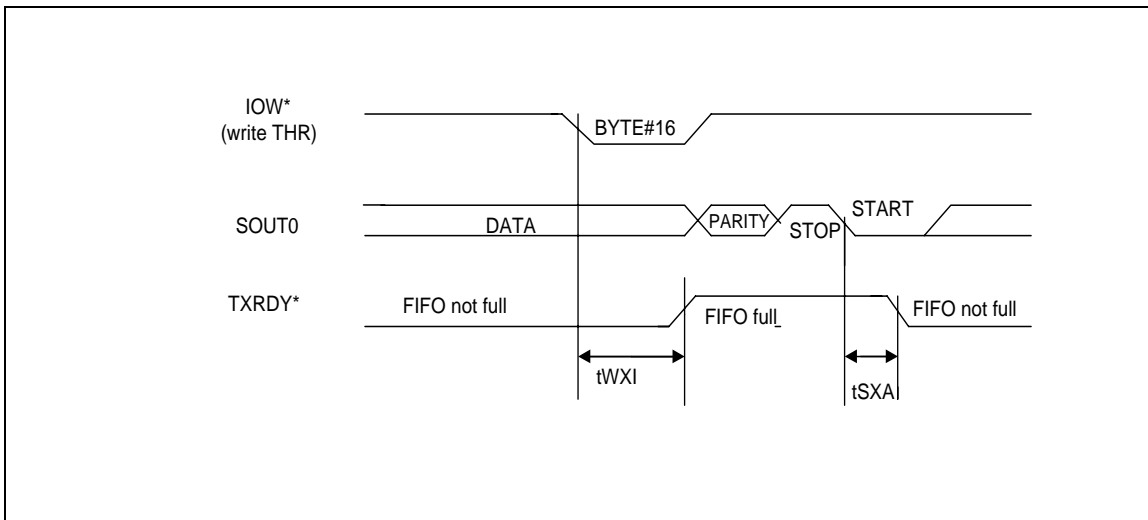 IOW*
(write THR)
BYTE#16
SOUT0
DATA
PARITY
STOP
START
TXRDY*
FIFO not full
FIFO full
FIFO not full
tWXI
tSXA